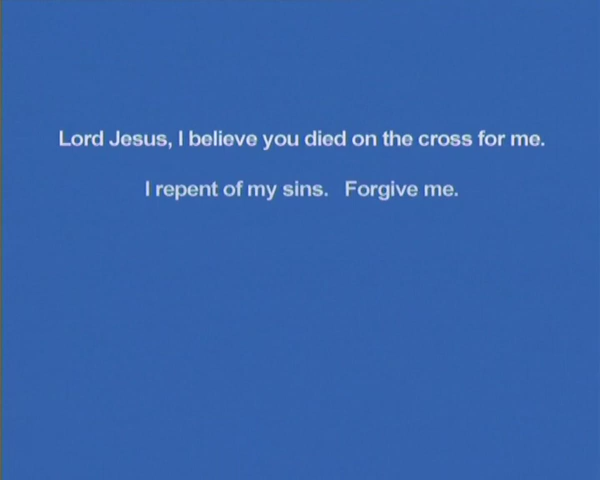 Lord Jesus, I believe you died on the cross for me.
I repent of my sins. Forgive me.